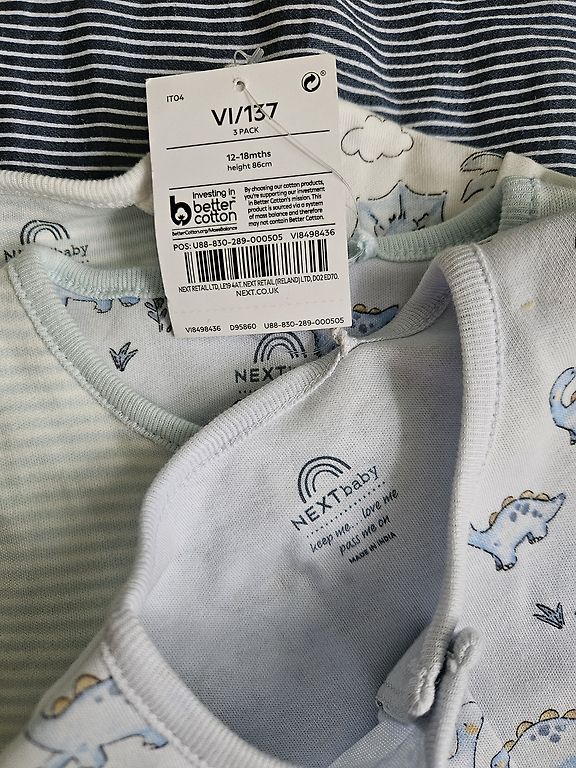 IT04
VI/137
3 PACK
12-18mths
height 86cm
investing in
better
cotton
BetterCotton.org/MassBalance
By choosing our cotton products,
you're supporting our investment
in Better Cotton's mission. This
product is sourced via a system
of mass balance and therefore
may not contain Better Cotton.
POS: U88-830-289-000505 VI8498436
NEXT RETAIL LTD, LE19 4AT. NEXT RETAIL (IRELAND) LTD, D02 ED70.
NEXT.CO.UK
VI8498436 D95860 U88-830-289-000505
baby
NEXT
NEXT baby
keep me... love me
pass me on
MADE IN INDIA